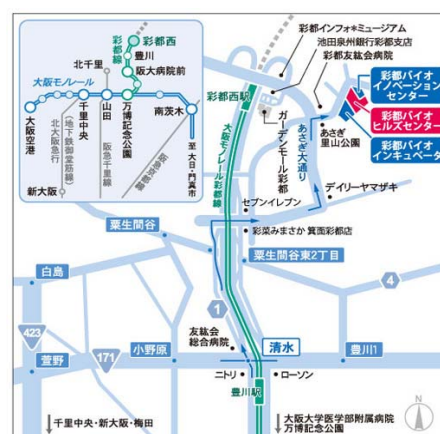 彩都線
彩都西
豊川
阪大病院前
北千里
大阪モノレール
大阪空港
千里中央
山田
万博記念公園
南茨木
(地下鉄御堂筋線)
北大阪急行
阪急千里線
阪急京都線
至 大日・門真市
新大阪
彩都インフォ*ミュージアム
池田泉州銀行彩都支店
彩都友紘会病院
彩都西駅
彩都バイオ
イノベーション
センター
彩都バイオ
ヒルズセンター
彩都バイオ
インキュベータ
あさぎ
里山公園
あさぎ大通り
ガーデンモール彩都
大阪モノレール彩都線
デイリーヤマザキ
セブンイレブン
粟生間谷
彩菜みまさか 箕面彩都店
粟生間谷東2丁目
白島
4
1
423
171
友紘会
総合病院
清水
萱野
小野原
豊川1
ニトリ
ローソン
豊川駅
千里中央・新大阪・梅田
大阪大学医学部附属病院
万博記念公園
N